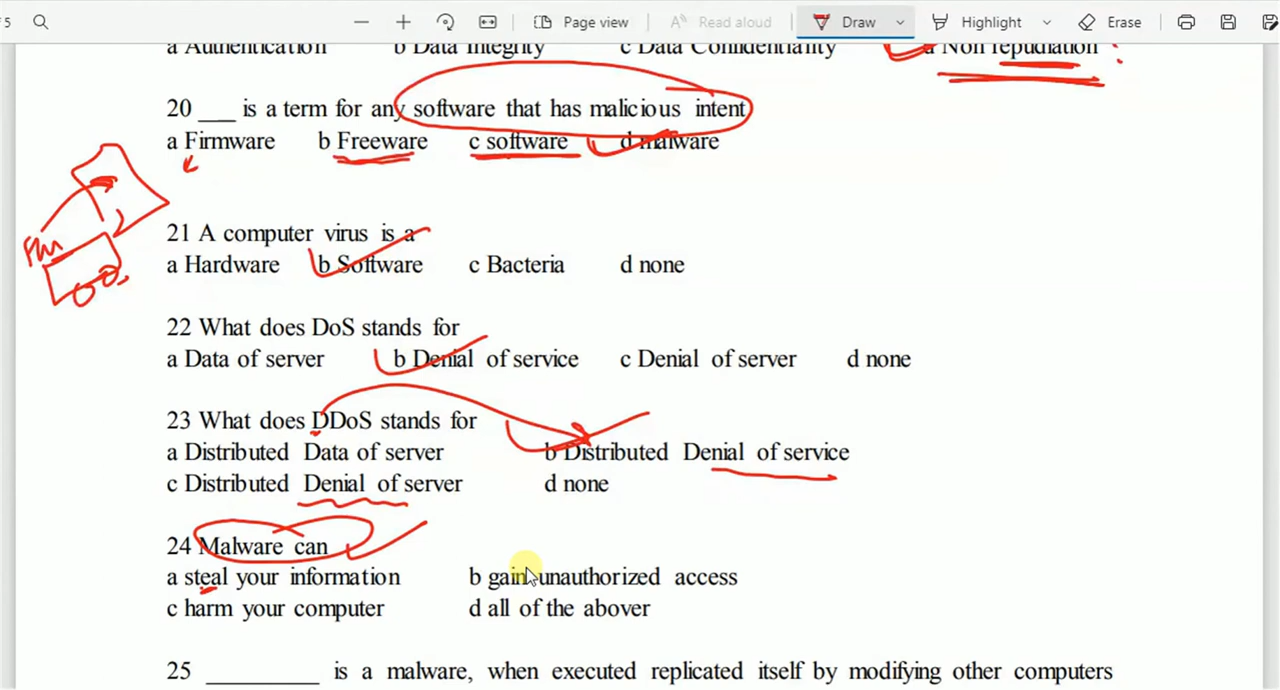 5
Page view
Read aloud
Draw
Highlight
Erase
a Authentication b Data Integrity c Data Confidentiality d Non repudiation
20 ___ is a term for any software that has malicious intent
a Firmware b Freeware c software d malware
21 A computer virus is a
a Hardware b Software c Bacteria d none
22 What does DoS stands for
a Data of server b Denial of service c Denial of server d none
23 What does DDoS stands for
a Distributed Data of server b Distributed Denial of service
c Distributed Denial of server d none
24 Malware can
a steal your information b gain unauthorized access
c harm your computer d all of the abover
25 _________ is a malware, when executed replicated itself by modifying other computers